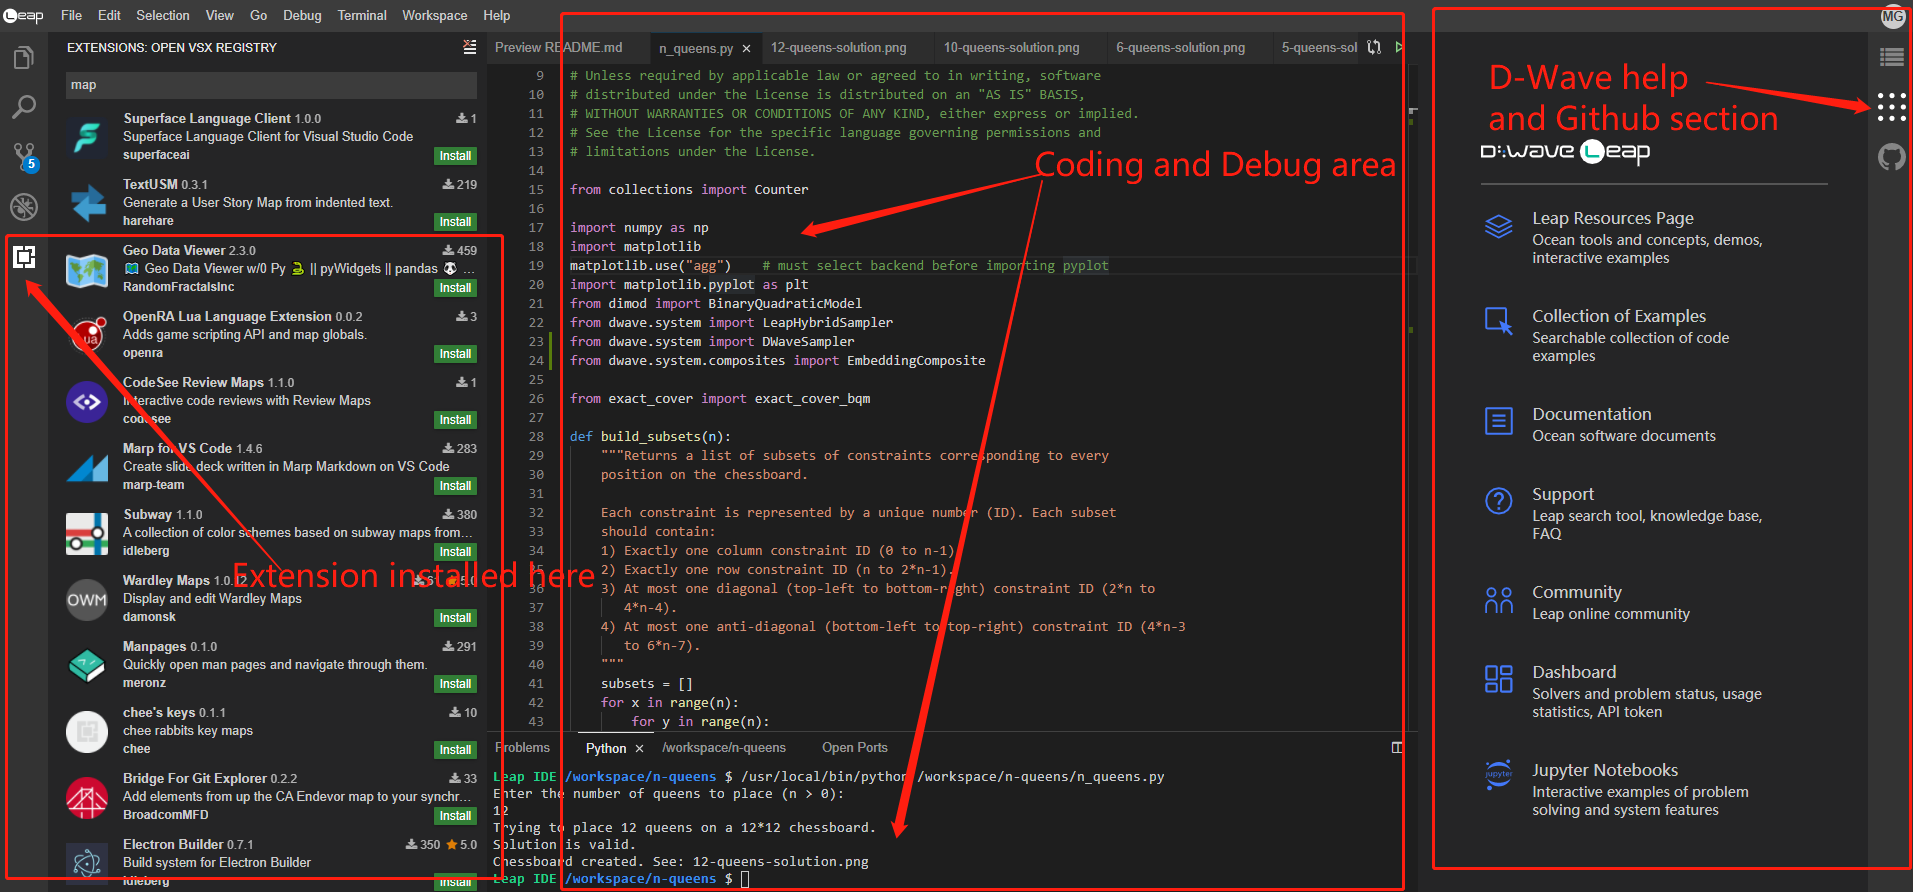 Leap File Edit Selection View Go Debug Terminal Workspace Help MG
EXTENSIONS: OPEN VSX REGISTRY
map
Superface Language Client 1.0.0 1
Superface Language Client for Visual Studio Code
superfaceai Install
5
TextUSM 0.3.1 219
Generate a User Story Map from indented text.
harehare Install
Geo Data Viewer 2.3.0 459
Geo Data Viewer w/0 Py || pyWidgets || pandas ...
RandomFractalsInc Install
OpenRA Lua Language Extension 0.0.2 3
Adds game scripting API and map globals.
openra Install
CodeSee Review Maps 1.1.0 1
Interactive code reviews with Review Maps
codesee Install
Marp for VS Code 1.4.6 283
Create slide deck written in Marp Markdown on VS Code
marp-team Install
Subway 1.1.0 380
A collection of color schemes based on subway maps from...
idleberg Install
Extension installed here
OWM
Wardley Maps 1.0.12 61 5.0
Display and edit Wardley Maps
damonsk Install
Manpages 0.1.0 291
Quickly open man pages and navigate through them.
meronz Install
chee's keys 0.1.1 10
chee rabbits key maps
chee Install
Bridge For Git Explorer 0.2.2 33
Add elements from up the CA Endevor map to your synchr...
BroadcomMFD Install
Electron Builder 0.7.1 350 5.0
Build system for Electron Builder
idleberg Install
Preview README.md n_queens.py 12-queens-solution.png 10-queens-solution.png 6-queens-solution.png 5-queens-sol
9 # Unless required by applicable law or agreed to in writing, software
10 # distributed under the License is distributed on an "AS IS" BASIS,
11 # WITHOUT WARRANTIES OR CONDITIONS OF ANY KIND, either express or implied.
12 # See the License for the specific language governing permissions and
13 # limitations under the License.
14
Coding and Debug area
15 from collections import Counter
16
17 import numpy as np
18 import matplotlib
19 matplotlib.use("agg") # must select backend before importing pyplot
20 import matplotlib.pyplot as plt
21 from dimod import BinaryQuadraticModel
22 from dwave.system import LeapHybridSampler
23 from dwave.system import DWaveSampler
24 from dwave.system.composites import EmbeddingComposite
25
26 from exact_cover import exact_cover_bqm
27
28 def build_subsets(n):
29 """Returns a list of subsets of constraints corresponding to every
30 position on the chessboard.
31
32 Each constraint is represented by a unique number (ID). Each subset
33 should contain:
34 1) Exactly one column constraint ID (0 to n-1).
35 2) Exactly one row constraint ID (n to 2*n-1).
36 3) At most one diagonal (top-left to bottom-right) constraint ID (2*n to
37 4*n-4).
38 4) At most one anti-diagonal (bottom-left to top-right) constraint ID (4*n-3
39 to 6*n-7).
40 """
41 subsets = []
42 for x in range(n):
43 for y in range(n):
Problems Python /workspace/n-queens Open Ports
Leap IDE /workspace/n-queens $ /usr/local/bin/python /workspace/n-queens/n_queens.py
Enter the number of queens to place (n > 0):
12
Trying to place 12 queens on a 12*12 chessboard.
Solution is valid.
Chessboard created. See: 12-queens-solution.png
Leap IDE /workspace/n-queens $
D-Wave help
and Github section
D:wave Leap
Leap Resources Page
Ocean tools and concepts, demos,
interactive examples
Collection of Examples
Searchable collection of code
examples
Documentation
Ocean software documents
Support
Leap search tool, knowledge base,
FAQ
Community
Leap online community
Dashboard
Solvers and problem status, usage
statistics, API token
jupyter
Jupyter Notebooks
Interactive examples of problem
solving and system features